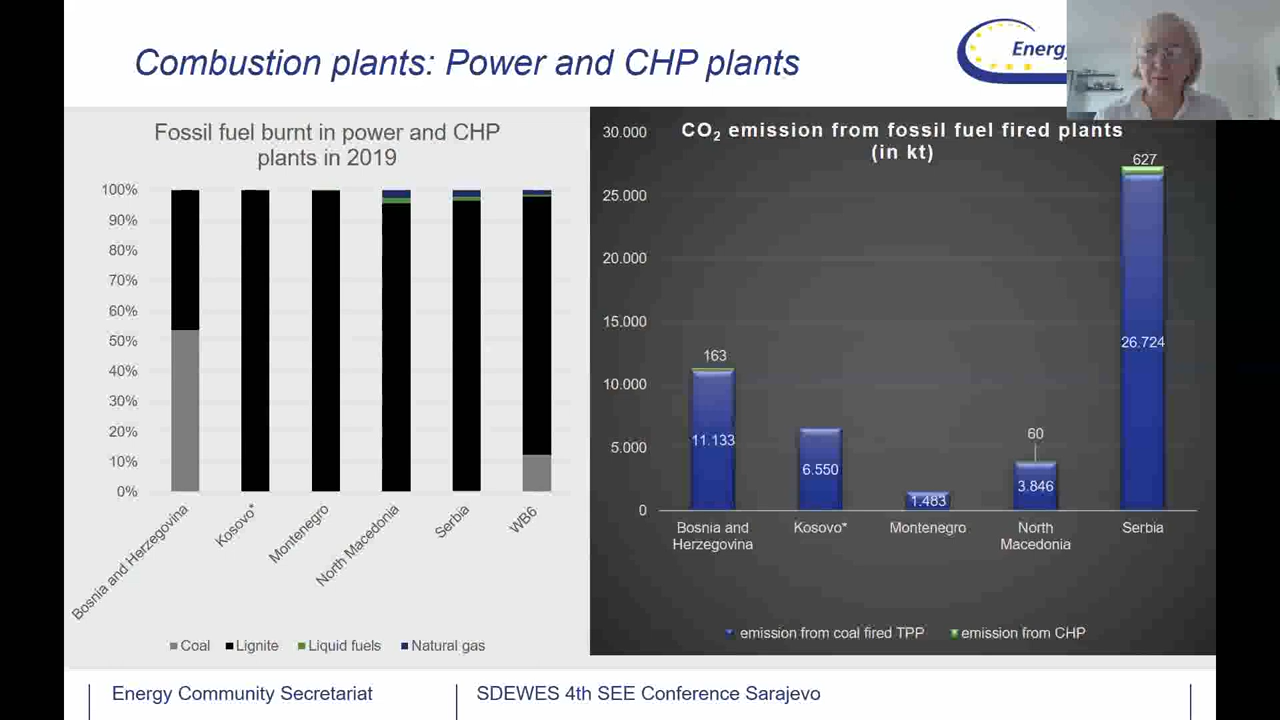 Combustion plants: Power and CHP plants
Energy
Fossil fuel burnt in power and CHP
plants in 2019
100%
90%
80%
70%
60%
50%
40%
30%
20%
10%
0%
Bosnia and Herzegovina
Kosovo*
Montenegro
North Macedonia
Serbia
WB6
Coal
Lignite
Liquid fuels
Natural gas
CO2 emission from fossil fuel fired plants
(in kt)
30.000
25.000
20.000
15.000
10.000
5.000
0
163
11.133
6.550
1.483
60
3.846
627
26.724
Bosnia and
Herzegovina
Kosovo*
Montenegro
North
Macedonia
Serbia
emission from coal fired TPP
emission from CHP
Energy Community Secretariat
SDEWES 4th SEE Conference Sarajevo